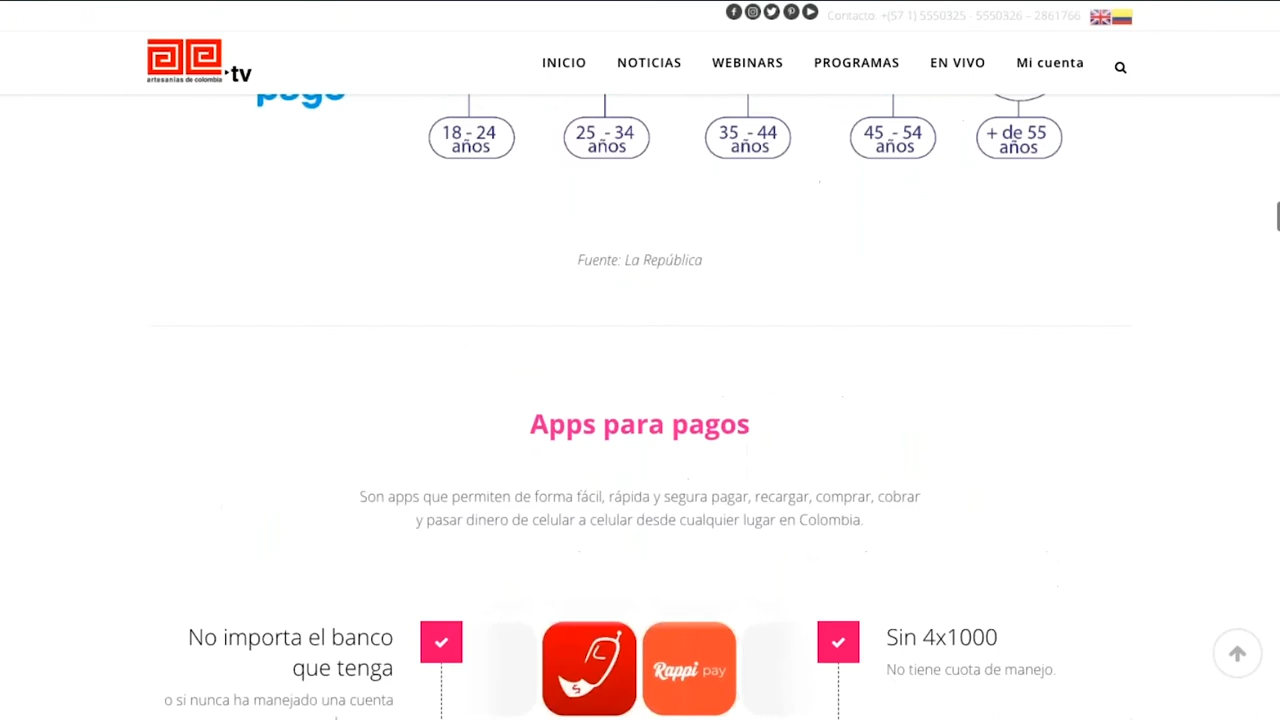 Contacto: +(57 1) 5550325 - 5550326 – 2861766
artesanías de colombia
tv
INICIO NOTICIAS WEBINARS PROGRAMAS EN VIVO Mi cuenta
pago
18 - 24 años
25 - 34 años
35 - 44 años
45 - 54 años
+ de 55 años
Fuente: La República
Apps para pagos
Son apps que permiten de forma fácil, rápida y segura pagar, recargar, comprar, cobrar
y pasar dinero de celular a celular desde cualquier lugar en Colombia.
No importa el banco
que tenga
o si nunca ha manejado una cuenta
Rappi pay
Sin 4x1000
No tiene cuota de manejo.